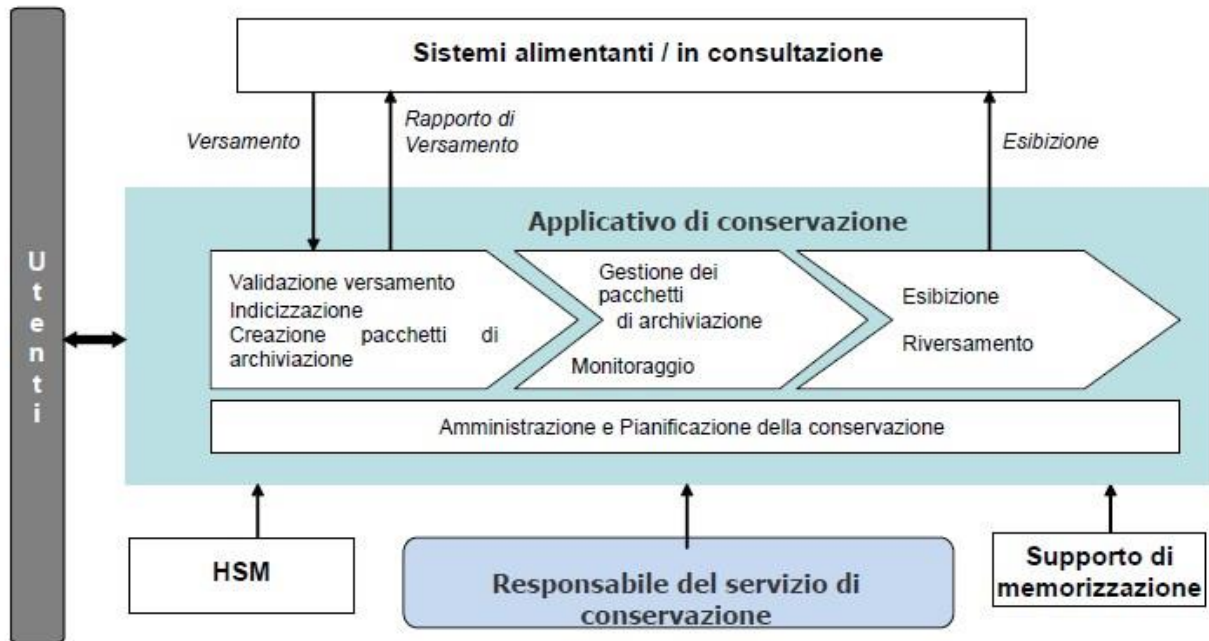 Sistemi alimentanti / in consultazione
Versamento
Rapporto di
Versamento
Esibizione
Utenti
Applicativo di conservazione
Validazione versamento
Indicizzazione
Creazione pacchetti di
archiviazione
Gestione dei
pacchetti
di archiviazione
Monitoraggio
Esibizione
Riversamento
Amministrazione e Pianificazione della conservazione
HSM
Responsabile del servizio di
conservazione
Supporto di
memorizzazione